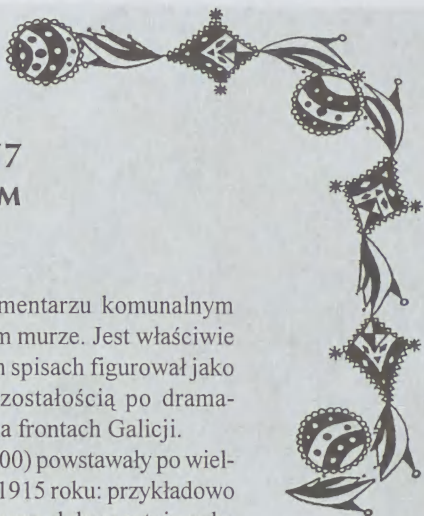 7
M
mentarzu komunalnym
m murze. Jest właściwie
h spisach figurował jako
zostałością po drama-
a frontach Galicji.
00) powstawały po wiel-
1915 roku: przykładowo